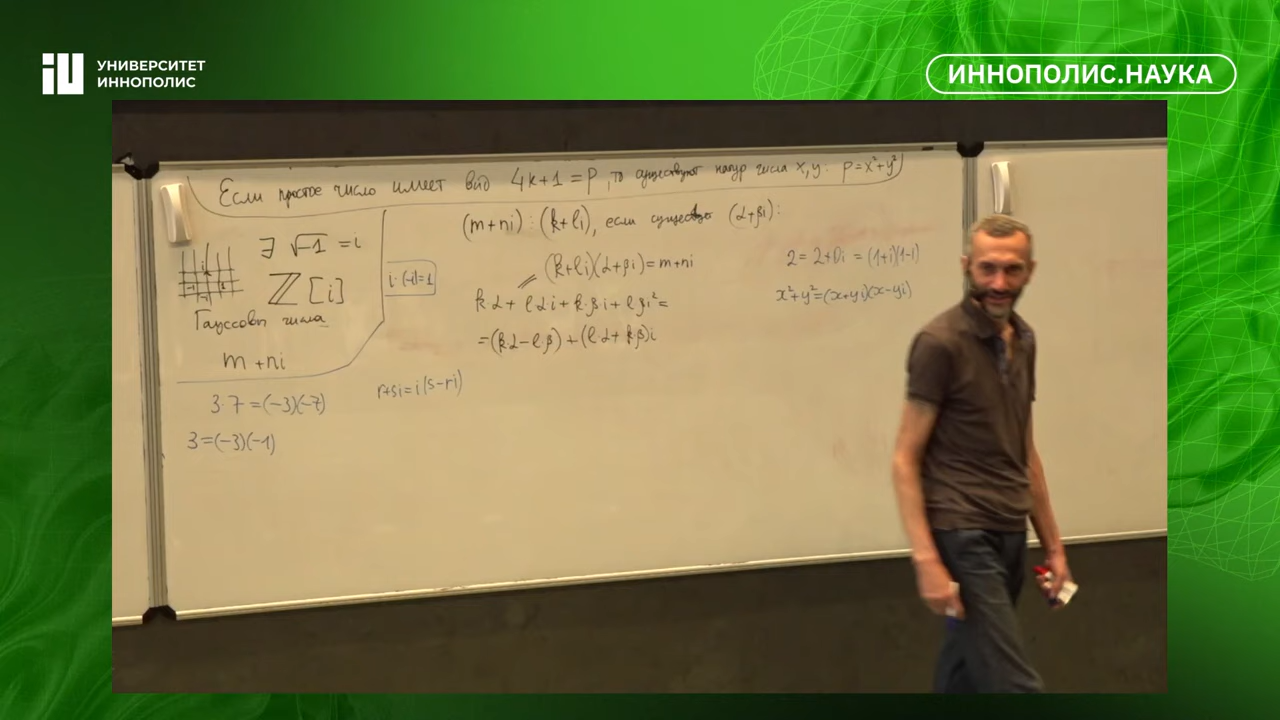 УНИВЕРСИТЕТ
ИННОПОЛИС
ИННОПОЛИС.НАУКА
Если простое число имеет вид 4k+1=p, то существуют натур числа x,y: p=x²+y²
∃ √-1 = i
ℤ[i]
Гауссовы числа
m+ni
i·(-i)=1
3·7=(-3)(-7)
3=(-3)(-1)
r+si=i(s-ri)
(m+ni)⋮(k+li), если существует (α+βi):
(k+li)(α+βi)=m+ni
kα+lαi+kβi+lβi²=
=(kα-lβ)+(lα+kβ)i
2=2+0i=(1+i)(1-i)
x²+y²=(x+yi)(x-yi)